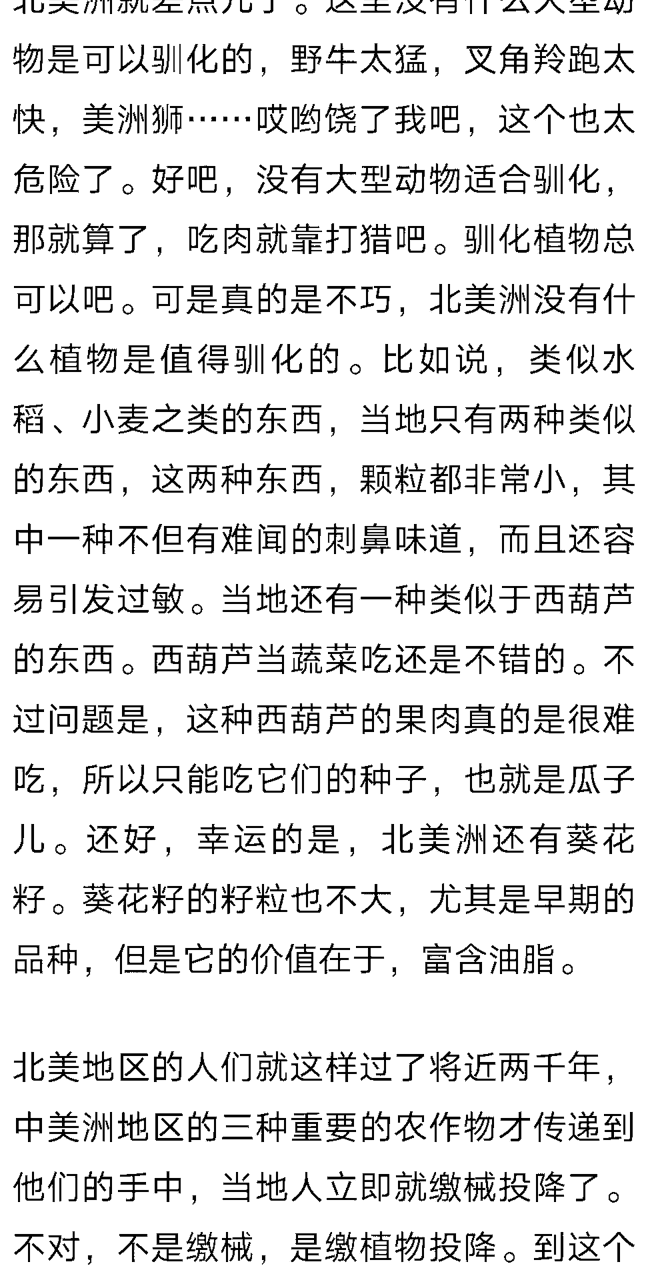 北美洲就差点儿了。这里没有什么大型动
物是可以驯化的，野牛太猛，叉角羚跑太
快，美洲狮……哎哟饶了我吧，这个也太
危险了。好吧，没有大型动物适合驯化，
那就算了，吃肉就靠打猎吧。驯化植物总
可以吧。可是真的是不巧，北美洲没有什
么植物是值得驯化的。比如说，类似水
稻、小麦之类的东西，当地只有两种类似
的东西，这两种东西，颗粒都非常小，其
中一种不但有难闻的刺鼻味道，而且还容
易引发过敏。当地还有一种类似于西葫芦
的东西。西葫芦当蔬菜吃还是不错的。不
过问题是，这种西葫芦的果肉真的是很难
吃，所以只能吃它们的种子，也就是瓜子
儿。还好，幸运的是，北美洲还有葵花
籽。葵花籽的籽粒也不大，尤其是早期的
品种，但是它的价值在于，富含油脂。
北美地区的人们就这样过了将近两千年，
中美洲地区的三种重要的农作物才传递到
他们的手中，当地人立即就缴械投降了。
不对，不是缴械，是缴植物投降。到这个